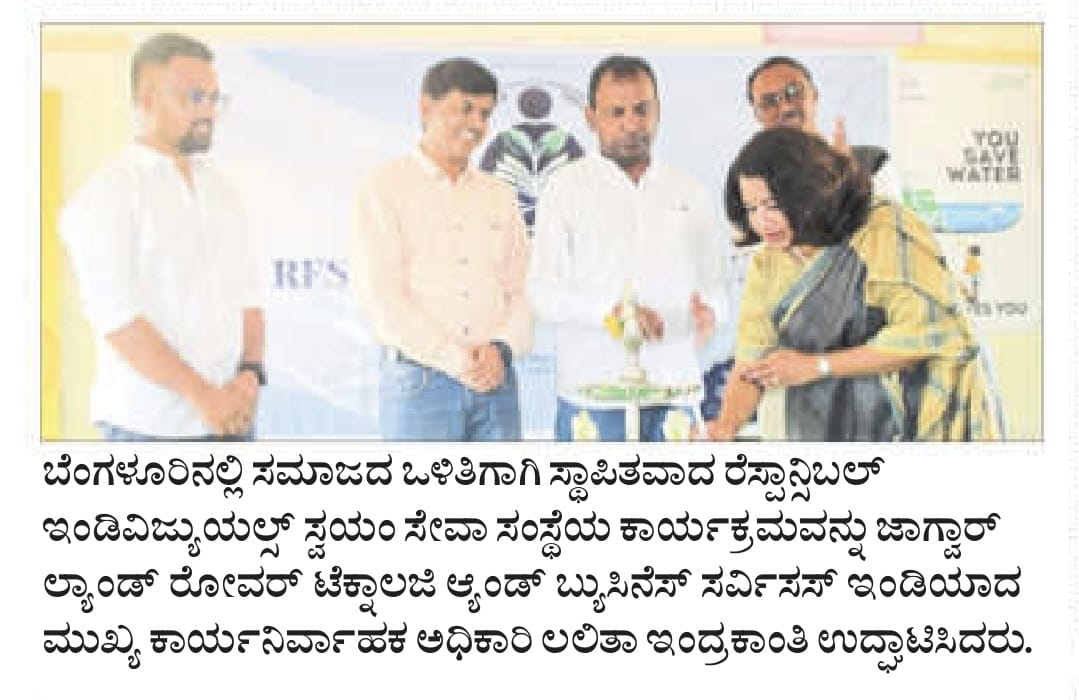 YOU
SAVE
WATER
YES YOU
ಬೆಂಗಳೂರಿನಲ್ಲಿ ಸಮಾಜದ ಒಳಿತಿಗಾಗಿ ಸ್ಥಾಪಿತವಾದ ರೆಸ್ಪಾನ್ಸಿಬಲ್
ಇಂಡಿವಿಜ್ಯುಯಲ್ಸ್ ಸ್ವಯಂ ಸೇವಾ ಸಂಸ್ಥೆಯ ಕಾರ್ಯಕ್ರಮವನ್ನು ಜಾಗ್ವಾರ್
ಲ್ಯಾಂಡ್ ರೋವರ್ ಟೆಕ್ನಾಲಜಿ ಆ್ಯಂಡ್ ಬ್ಯುಸಿನೆಸ್ ಸರ್ವಿಸಸ್ ಇಂಡಿಯಾದ
ಮುಖ್ಯ ಕಾರ್ಯನಿರ್ವಾಹಕ ಅಧಿಕಾರಿ ಲಲಿತಾ ಇಂದ್ರಕಾಂತಿ ಉದ್ಘಾಟಿಸಿದರು.